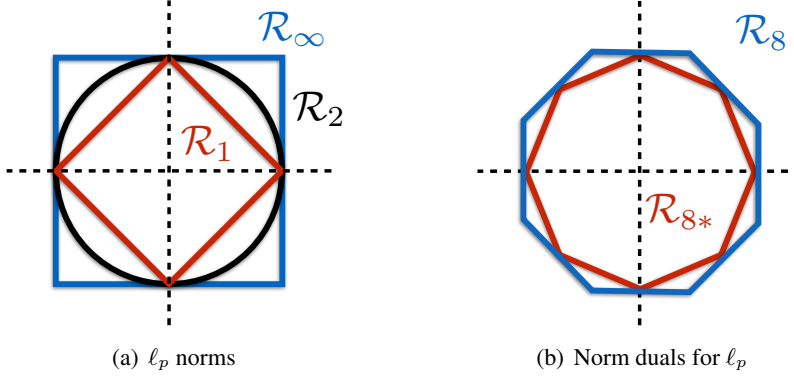 R∞
R₂
R₁
R₈
R₈*
(a) ℓp norms
(b) Norm duals for ℓp